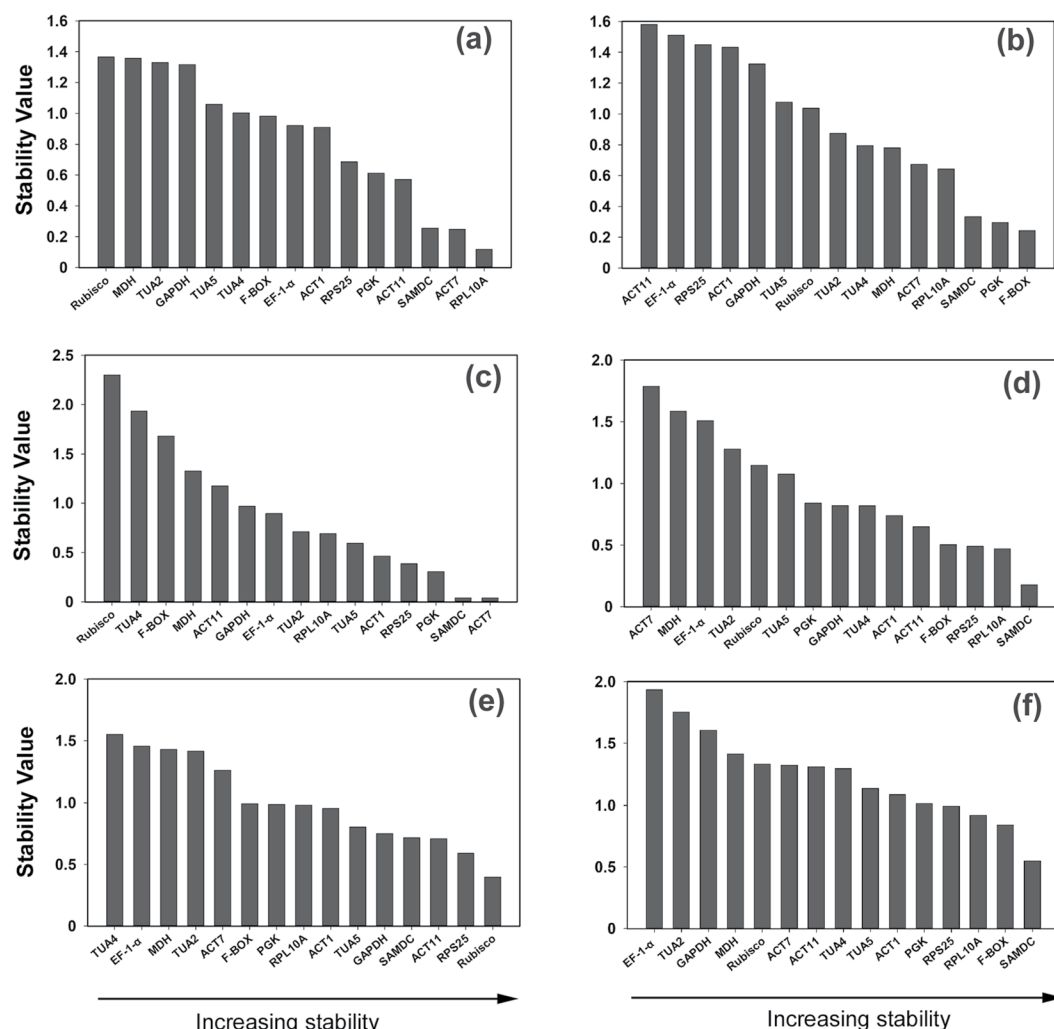 (a)
Stability Value
1.6
1.4
1.2
1.0
0.8
0.6
0.4
0.2
0
Rubisco MDH TUA2 GAPDH TUA5 TUA4 F-BOX EF-1-α ACT1 RPS25 PGK ACT11 SAMDC ACT7 RPL10A
(b)
1.6
1.4
1.2
1.0
0.8
0.6
0.4
0.2
0
ACT11 EF-1-α RPS25 ACT1 GAPDH TUA5 Rubisco TUA2 TUA4 MDH ACT7 RPL10A SAMDC PGK F-BOX
(c)
Stability Value
2.5
2.0
1.5
1.0
0.5
0
Rubisco TUA4 F-BOX MDH ACT11 GAPDH EF-1-α TUA2 RPL10A TUA5 ACT1 RPS25 PGK SAMDC ACT7
(d)
2.0
1.5
1.0
0.5
0
ACT7 MDH EF-1-α TUA2 Rubisco TUA5 PGK GAPDH TUA4 ACT1 ACT11 F-BOX RPS25 RPL10A SAMDC
(e)
Stability Value
2.0
1.5
1.0
0.5
0
TUA4 EF-1-α MDH TUA2 ACT7 F-BOX PGK RPL10A ACT1 TUA5 GAPDH SAMDC ACT11 RPS25 Rubisco
(f)
2.0
1.5
1.0
0.5
0
EF-1-α TUA2 GAPDH MDH Rubisco ACT7 ACT11 TUA4 TUA5 ACT1 PGK RPS25 RPL10A F-BOX SAMDC
Increasing stability
Increasing stability